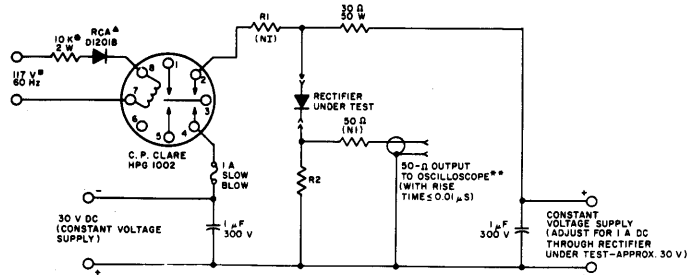 10 K*
2 W
RCA▲
D1201B
117 V■
60 Hz
1
2
3
4
5
6
7
8
C. P. CLARE
HPG 1002
R1
(NI)
30 Ω
50 W
RECTIFIER
UNDER TEST
50 Ω
(NI)
R2
50-Ω OUTPUT
TO OSCILLOSCOPE**
(WITH RISE
TIME≤0.01μS)
1 A
SLOW
BLOW
-
30 V DC
(CONSTANT VOLTAGE
SUPPLY)
+
1 μF
300 V
1 μF
300 V
+
CONSTANT
VOLTAGE SUPPLY
(ADJUST FOR 1 A DC
THROUGH RECTIFIER
UNDER TEST-APPROX. 30 V)
-